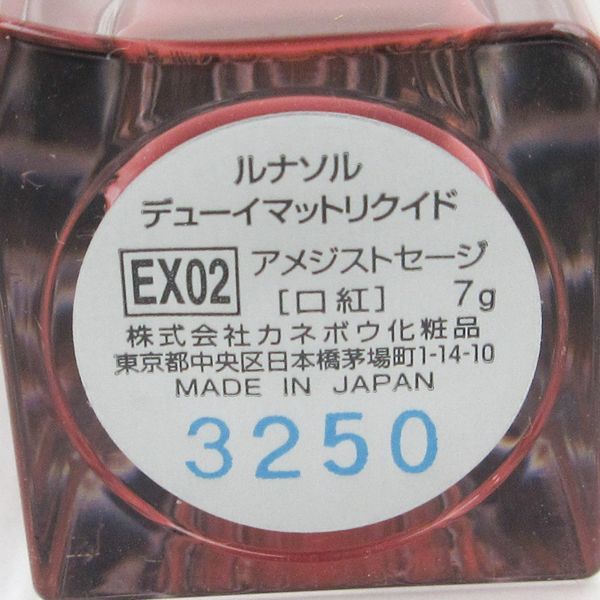 ルナソル
デューイマットリクイド
EX02 アメジストセージ
[口紅] 7g
株式会社カネボウ化粧品
東京都中央区日本橋茅場町1-14-10
MADE IN JAPAN
3250